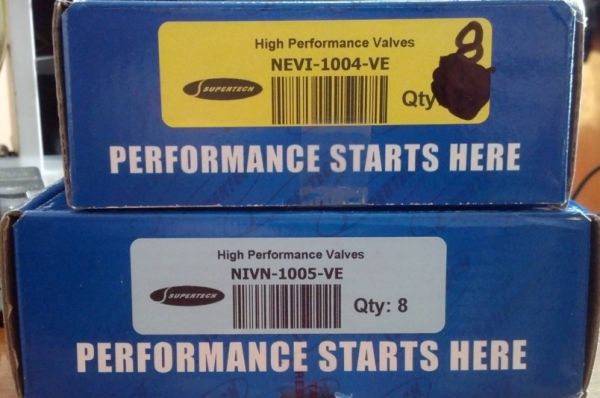 High Performance Valves
NEVI-1004-VE
SUPERTECH
Qty
8
PERFORMANCE STARTS HERE
High Performance Valves
NIVN-1005-VE
SUPERTECH
Qty: 8
PERFORMANCE STARTS HERE